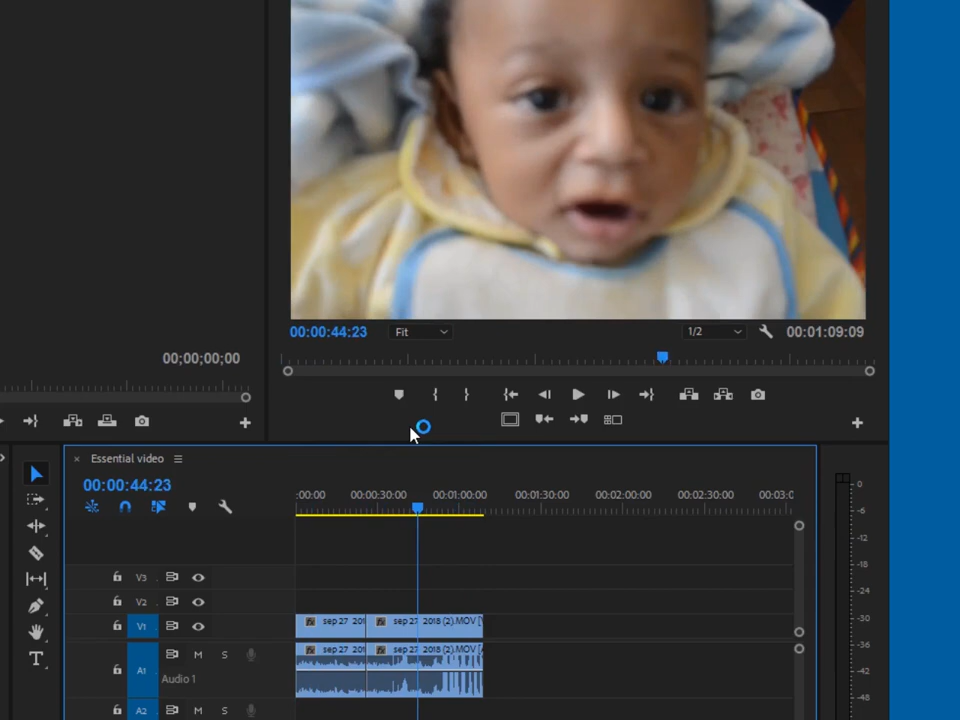 00:00:44:23
Fit
1/2
00:01:09:09
00;00;00;00
Essential video
00:00:44:23
:00:00 00:00:30:00 00:01:00:00 00:01:30:00 00:02:00:00 00:02:30:00 00:03:0
0
-6
-12
-18
-24
-30
-36
-42
-48
V3
V2
V1
sep 27 201 sep 27 2018 (2).MOV [V
M S
sep 27 201 sep 27 2018 (2).MOV [
A1
Audio 1
A2 M S
T